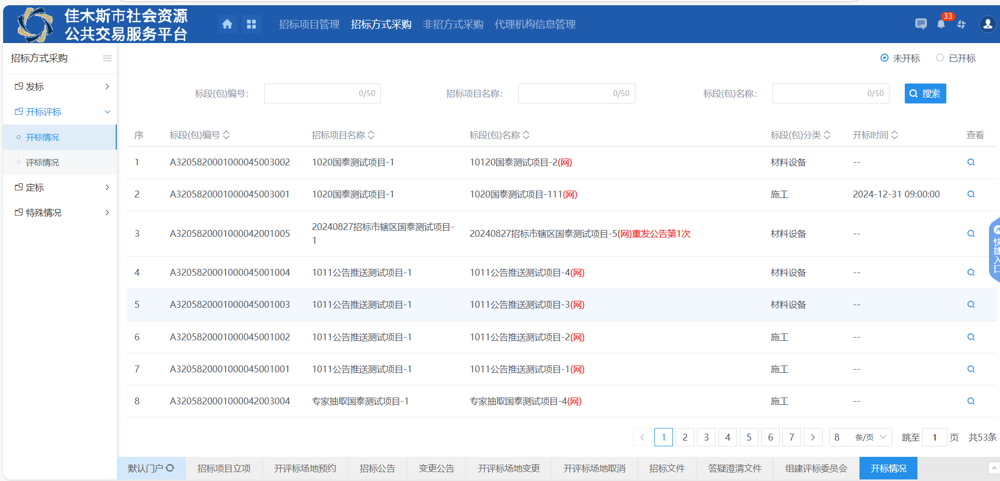 佳木斯市社会资源
公共交易服务平台
招标项目管理 招标方式采购 非招方式采购 代理机构信息管理
33
招标方式采购
发标
开标评标
开标情况
评标情况
定标
特殊情况
未开标 已开标
标段(包)编号： 0/50 招标项目名称： 0/50 标段(包)名称： 0/50 搜索
序 标段(包)编号 招标项目名称 标段(包)名称 标段(包)分类 开标时间 查看
1 A3205820001000045003002 1020国泰测试项目-1 10120国泰测试项目-2(网) 材料设备 --
2 A3205820001000045003001 1020国泰测试项目-1 1020国泰测试项目-111(网) 施工 2024-12-31 09:00:00
3 A3205820001000042001005 20240827招标市辖区国泰测试项目-
1 20240827招标市辖区国泰测试项目-5(网)重发公告第1次 材料设备 --
4 A3205820001000045001004 1011公告推送测试项目-1 1011公告推送测试项目-4(网) 材料设备 --
5 A3205820001000045001003 1011公告推送测试项目-1 1011公告推送测试项目-3(网) 材料设备 --
6 A3205820001000045001002 1011公告推送测试项目-1 1011公告推送测试项目-2(网) 施工 --
7 A3205820001000045001001 1011公告推送测试项目-1 1011公告推送测试项目-1(网) 施工 --
8 A3205820001000042003004 专家抽取国泰测试项目-1 专家抽取国泰测试项目-4(网) 施工 --
快捷入口
1 2 3 4 5 6 7 8 条/页 跳至 1 页 共53条
默认门户 招标项目立项 开评标场地预约 招标公告 变更公告 开评标场地变更 开评标场地取消 招标文件 答疑澄清文件 组建评标委员会 开标情况